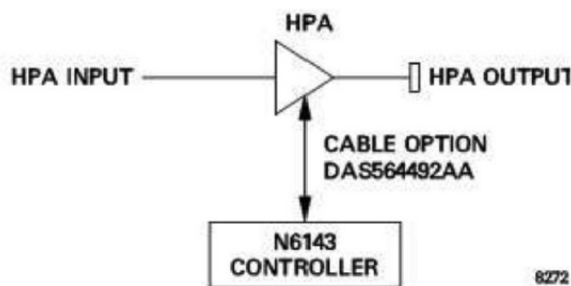 HPA
HPA INPUT
HPA OUTPUT
CABLE OPTION
DAS564492AA
N6143
CONTROLLER
8272